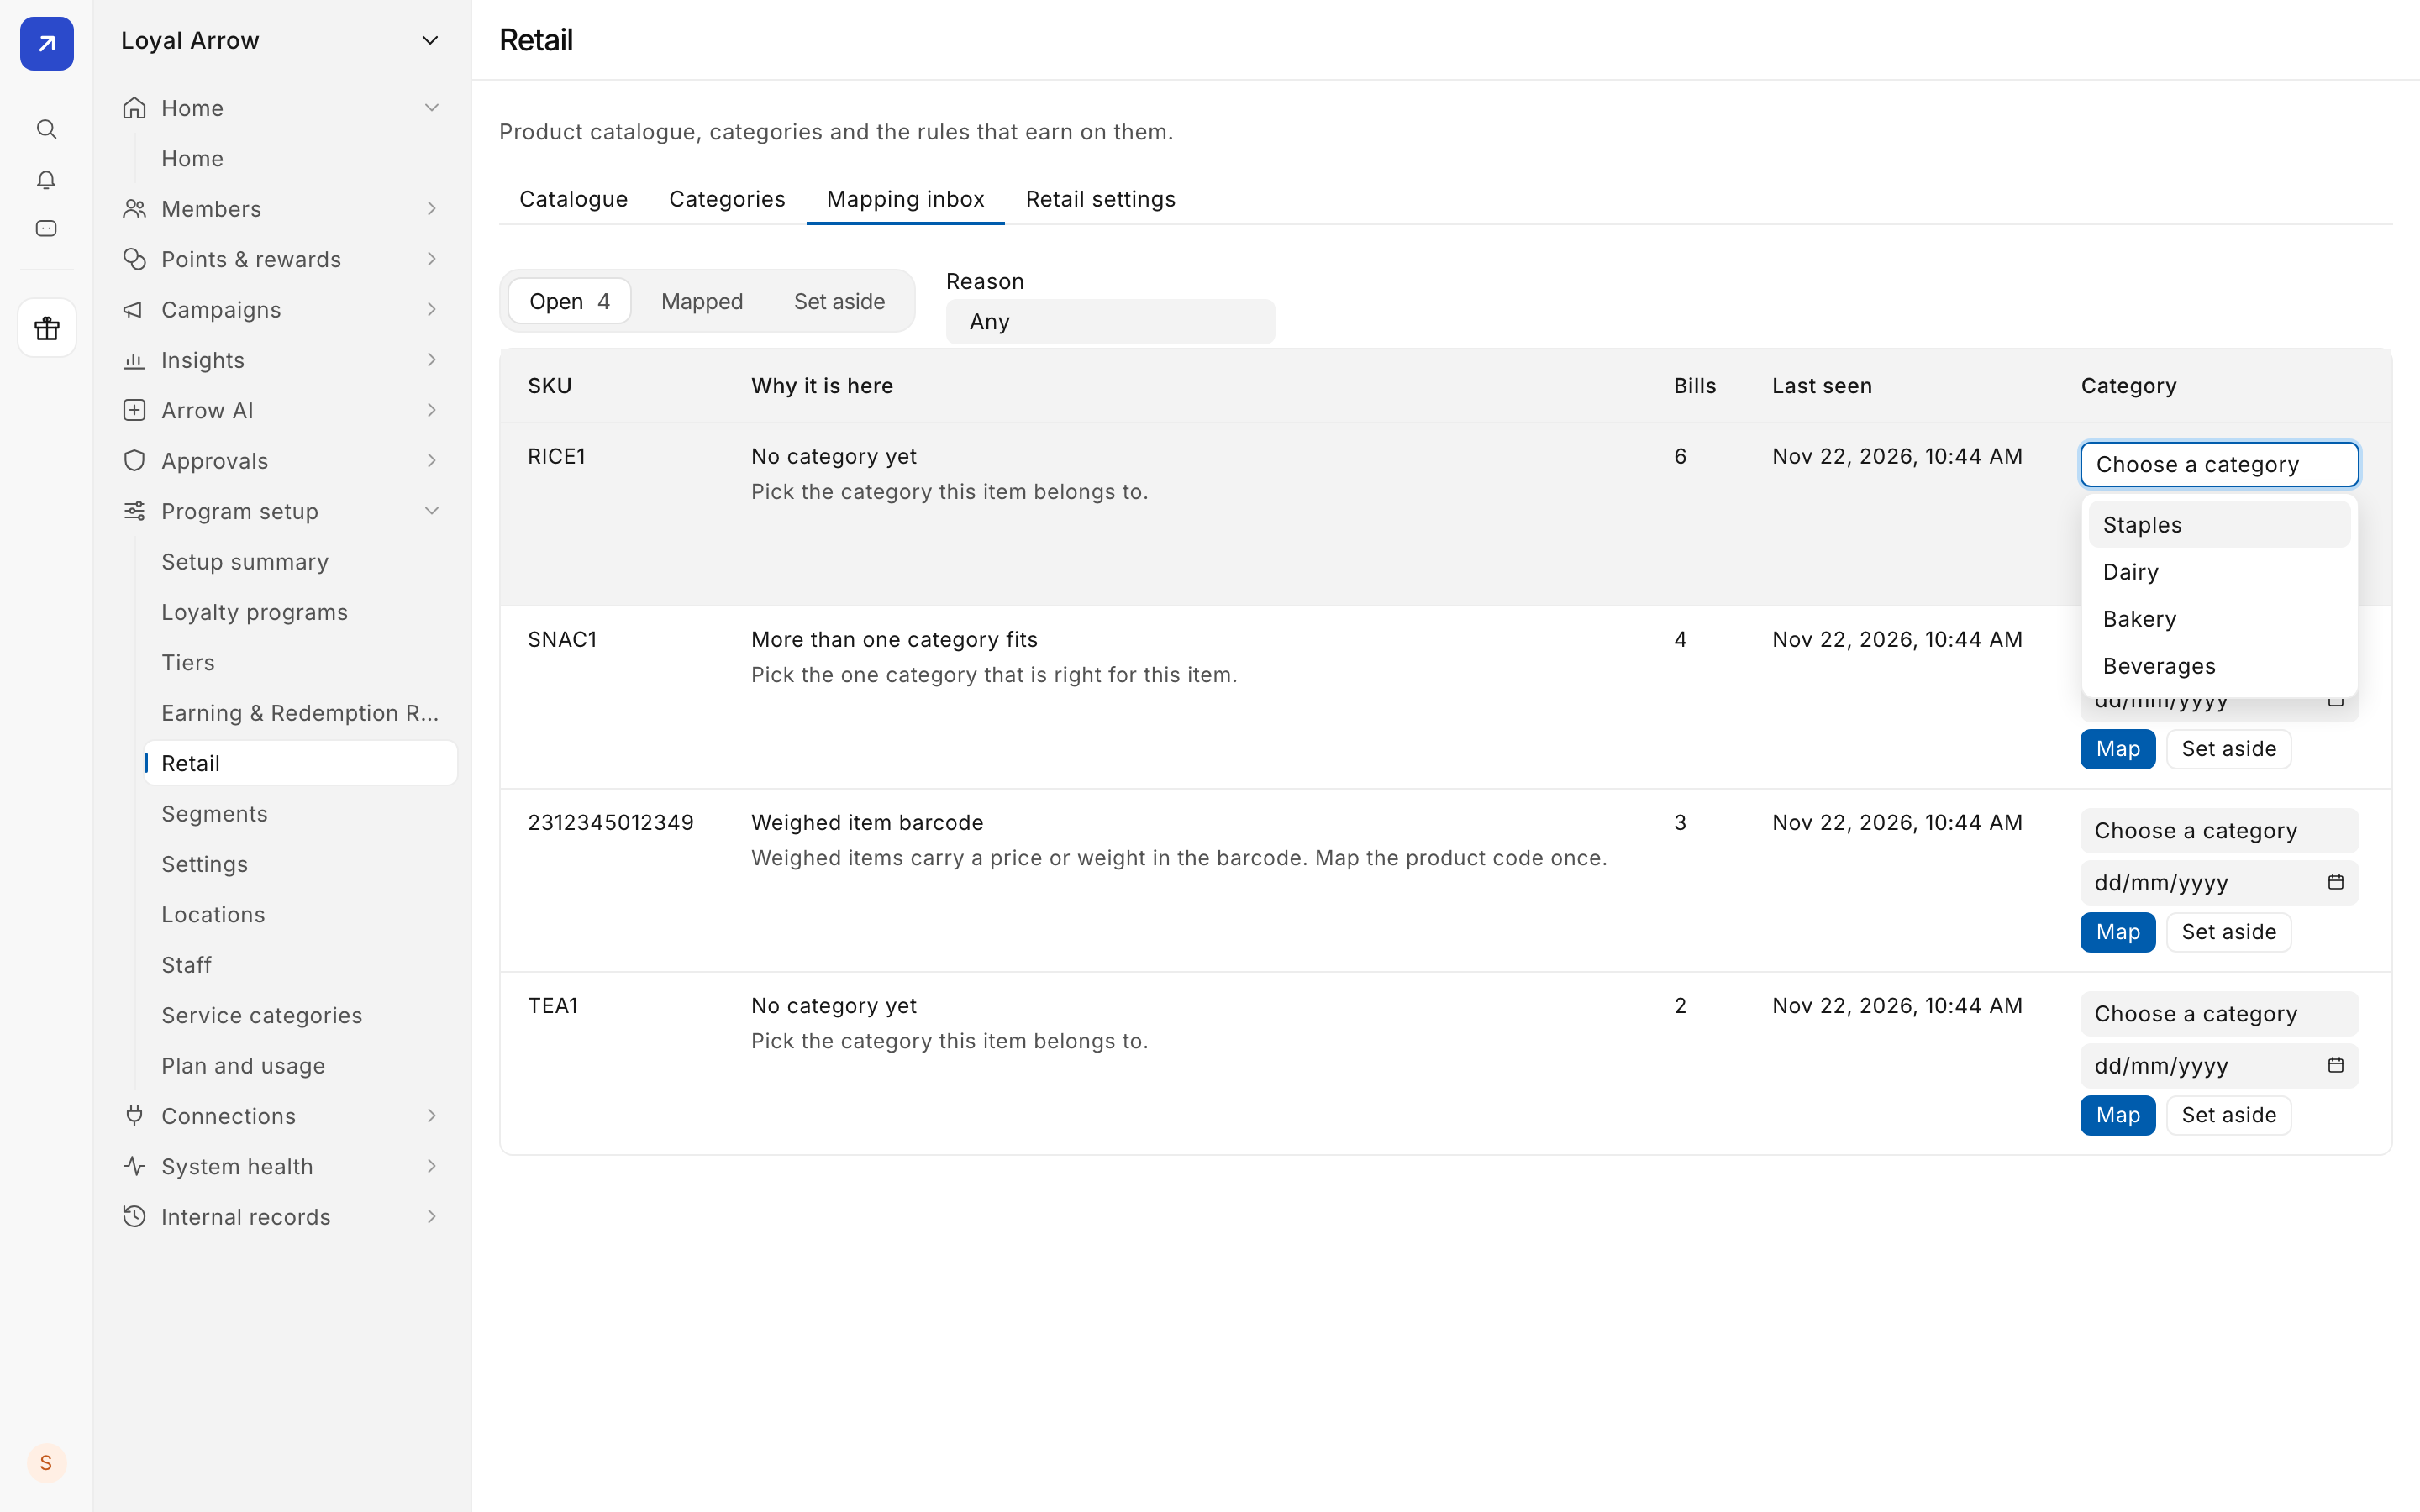 Loyal Arrow
Home
Home
Members
Points & rewards
Campaigns
Insights
Arrow AI
Approvals
Program setup
Setup summary
Loyalty programs
Tiers
Earning & Redemption R...
Retail
Segments
Settings
Locations
Staff
Service categories
Plan and usage
Connections
System health
Internal records
S
Retail
Product catalogue, categories and the rules that earn on them.
Catalogue Categories Mapping inbox Retail settings
Open 4 Mapped Set aside
Reason
Any
SKU Why it is here Bills Last seen Category
RICE1 No category yet 6 Nov 22, 2026, 10:44 AM Choose a category
Pick the category this item belongs to.
Staples
Dairy
Bakery
Beverages
SNAC1 More than one category fits 4 Nov 22, 2026, 10:44 AM
Pick the one category that is right for this item.
dd/mm/yyyy
Map Set aside
2312345012349 Weighed item barcode 3 Nov 22, 2026, 10:44 AM Choose a category
Weighed items carry a price or weight in the barcode. Map the product code once.
dd/mm/yyyy
Map Set aside
TEA1 No category yet 2 Nov 22, 2026, 10:44 AM Choose a category
Pick the category this item belongs to.
dd/mm/yyyy
Map Set aside